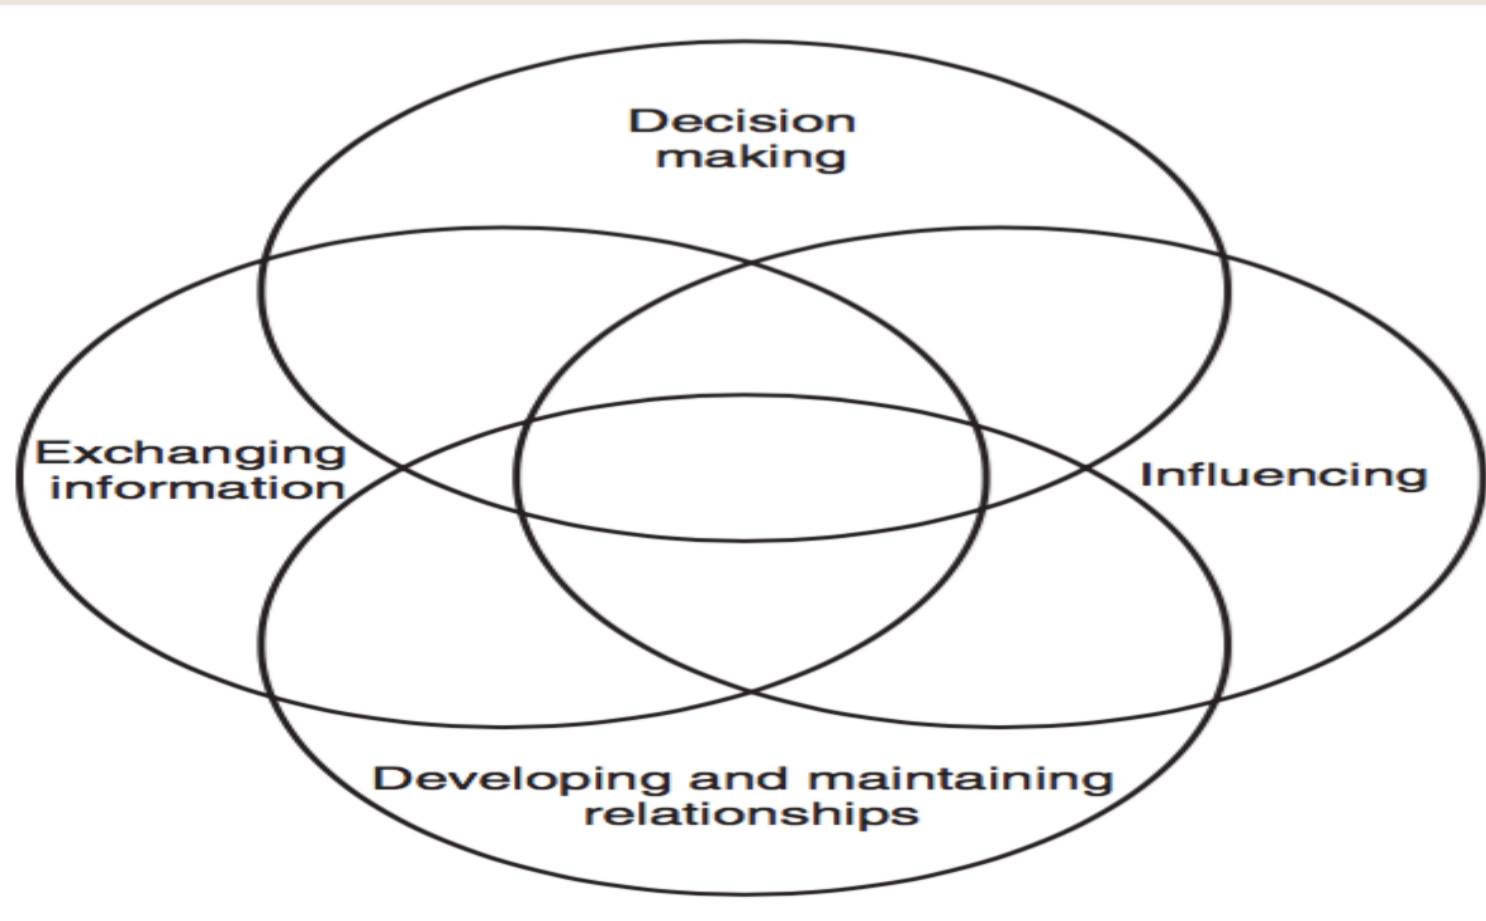 Decision
making
Exchanging
information
Influencing
Developing and maintaining
relationships